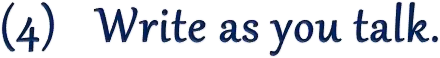 (4) Write as you talk.